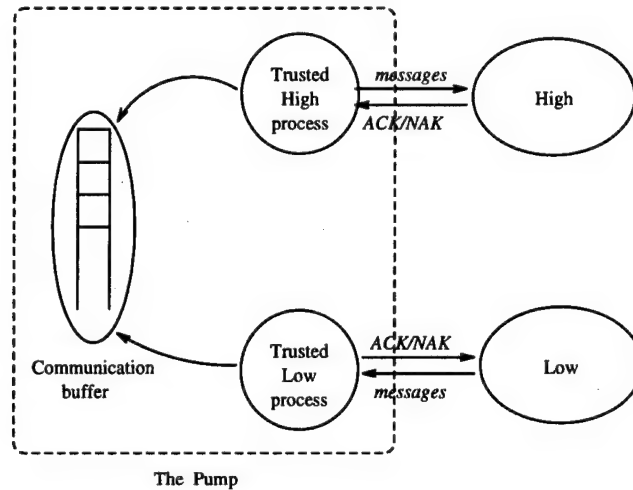 Trusted
High
process
messages
ACK/NAK
High
Communication
buffer
Trusted
Low
process
ACK/NAK
messages
Low
The Pump